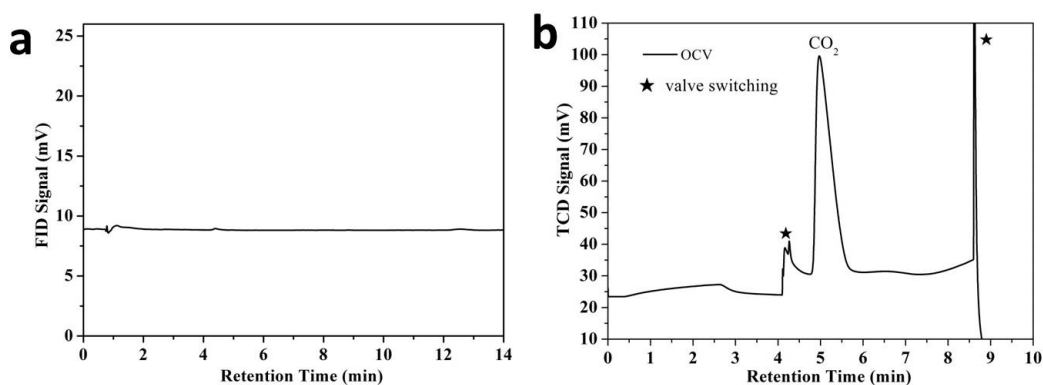 a
FID Signal (mV)
25
20
15
10
5
0
0 2 4 6 8 10 12 14
Retention Time (min)
b
TCD Signal (mV)
110
100
90
80
70
60
50
40
30
20
10
OCV
★ valve switching
CO₂
★
★
0 1 2 3 4 5 6 7 8 9 10
Retention Time (min)